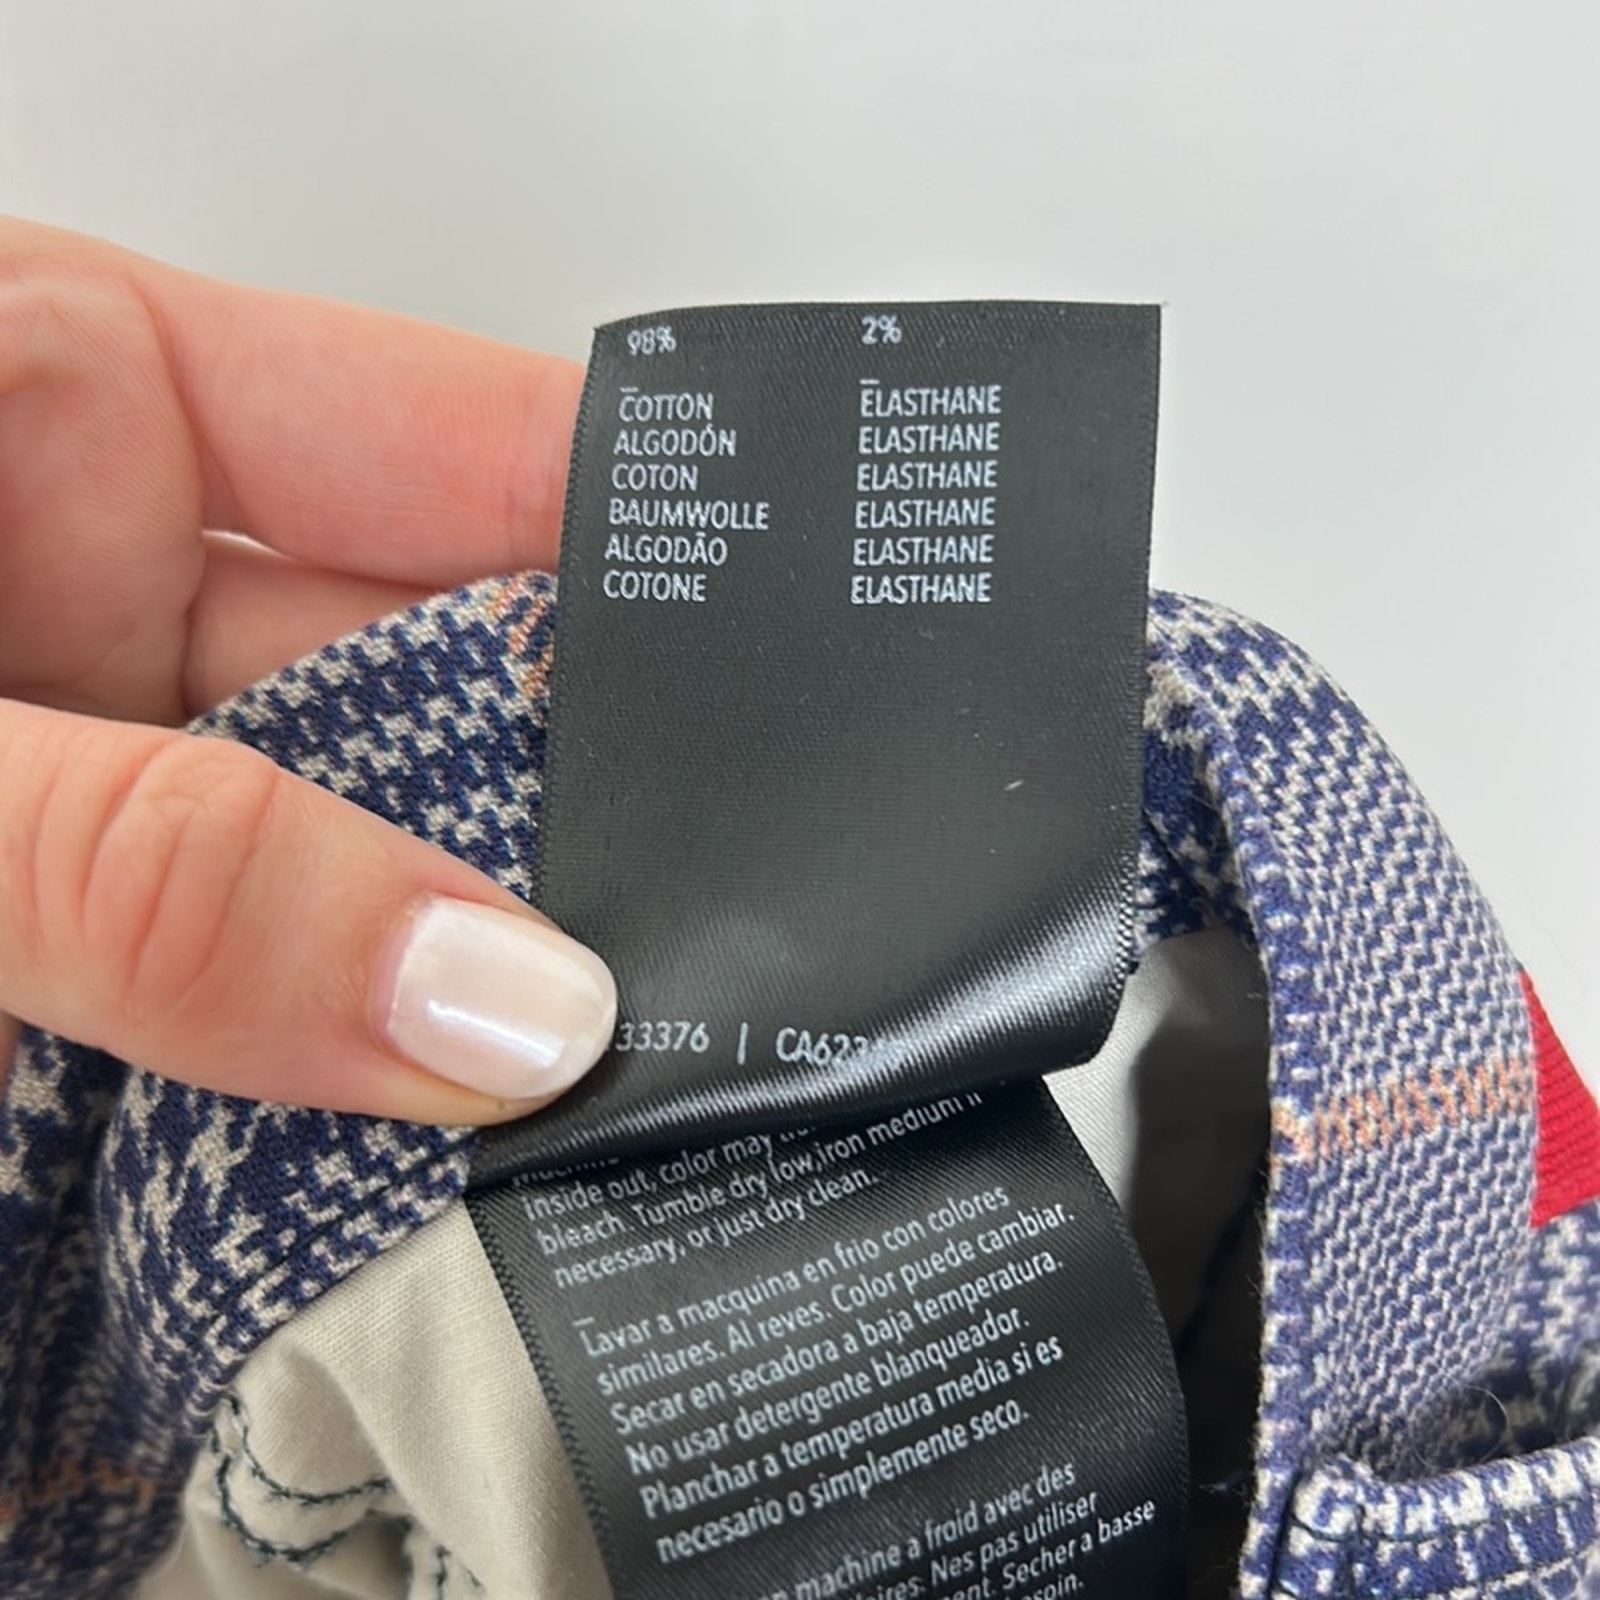 98% 2%
COTTON ELASTHANE
ALGODÓN ELASTHANE
COTON ELASTHANE
BAUMWOLLE ELASTHANE
ALGODÃO ELASTHANE
COTONE ELASTHANE
33376 | CA623
inside out, color may
bleach. Tumble dry low, iron medium if
necessary, or just dry clean.
Lavar a macquina en frio con colores
similares. Al reves. Color puede cambiar.
Secar en secadora a baja temperatura.
No usar detergente blanqueador.
Planchar a temperatura media si es
necesario o simplemente seco.
machine a froid avec des
Nes pas utiliser
Secher a basse